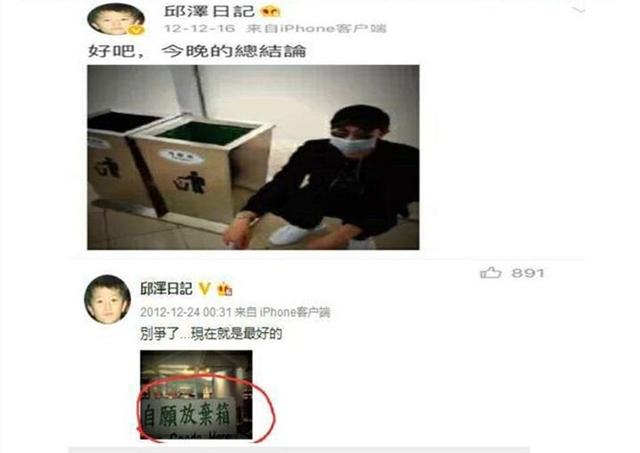 邱澤日記
12-12-16 来自iPhone客户端
好吧，今晚的總結論
891
邱澤日記 V
2012-12-24 00:31 来自 iPhone客户端
別爭了...現在就是最好的
自願放棄箱